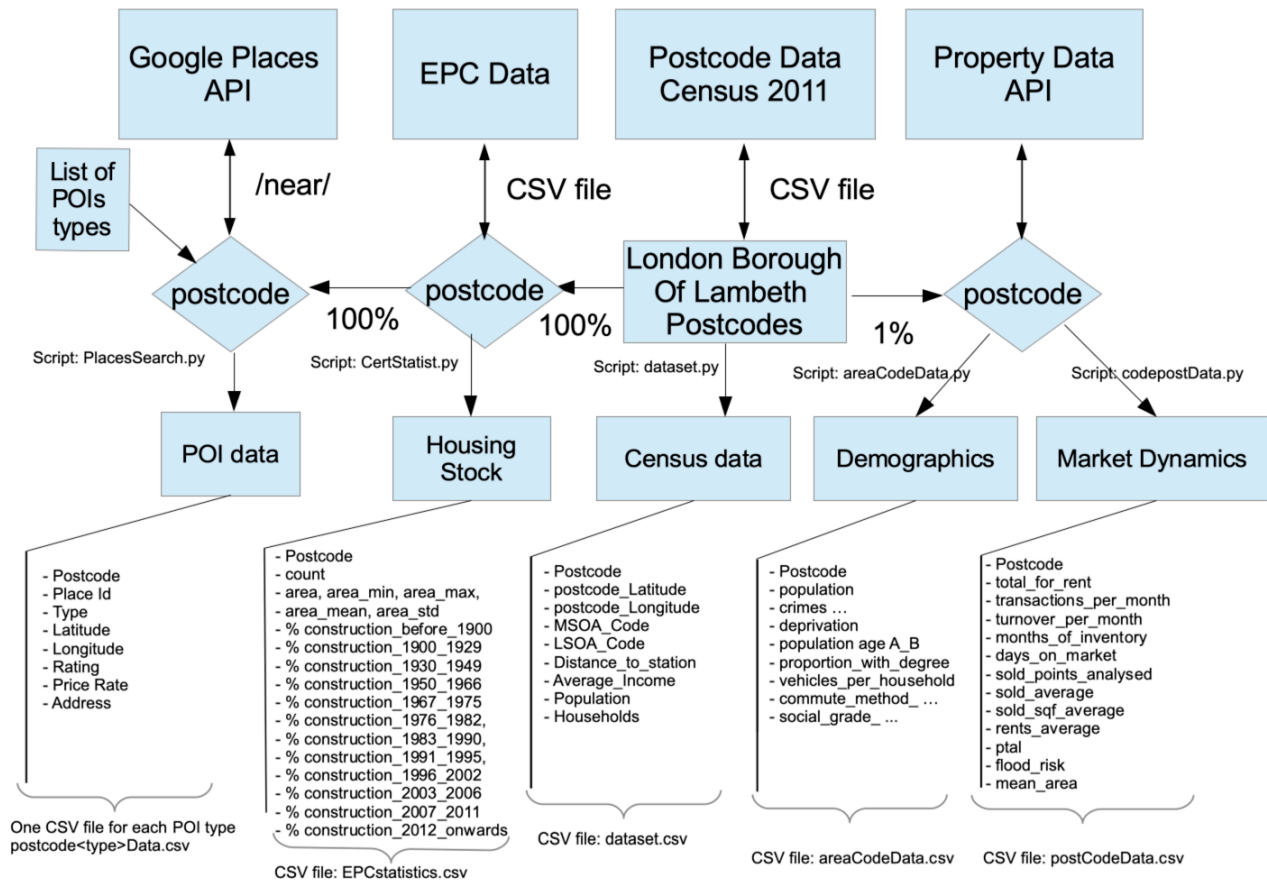 Google Places
API
EPC Data
Postcode Data
Census 2011
Property Data
API
List of
POIs
types
/near/
CSV file
CSV file
postcode
postcode
London Borough
Of Lambeth
Postcodes
postcode
100%
100%
1%
Script: PlacesSearch.py
Script: CertStatist.py
Script: dataset.py
Script: areaCodeData.py
Script: codepostData.py
POI data
Housing
Stock
Census data
Demographics
Market Dynamics
- Postcode
- Place Id
- Type
- Latitude
- Longitude
- Rating
- Price Rate
- Address
One CSV file for each POI type
postcode<type>Data.csv
- Postcode
- count
- area, area_min, area_max,
- area_mean, area_std
- % construction_before_1900
- % construction_1900_1929
- % construction_1930_1949
- % construction_1950_1966
- % construction_1967_1975
- % construction_1976_1982,
- % construction_1983_1990,
- % construction_1991_1995,
- % construction_1996_2002
- % construction_2003_2006
- % construction_2007_2011
- % construction_2012_onwards
CSV file: EPCstatistics.csv
- Postcode
- postcode_Latitude
- postcode_Longitude
- MSOA_Code
- LSOA_Code
- Distance_to_station
- Average_Income
- Population
- Households
CSV file: dataset.csv
- Postcode
- population
- crimes ...
- deprivation
- population age A_B
- proportion_with_degree
- vehicles_per_household
- commute_method_ ...
- social_grade_ ...
CSV file: areaCodeData.csv
- Postcode
- total_for_rent
- transactions_per_month
- turnover_per_month
- months_of_inventory
- days_on_market
- sold_points_analysed
- sold_average
- sold_sqf_average
- rents_average
- ptal
- flood_risk
- mean_area
CSV file: postCodeData.csv